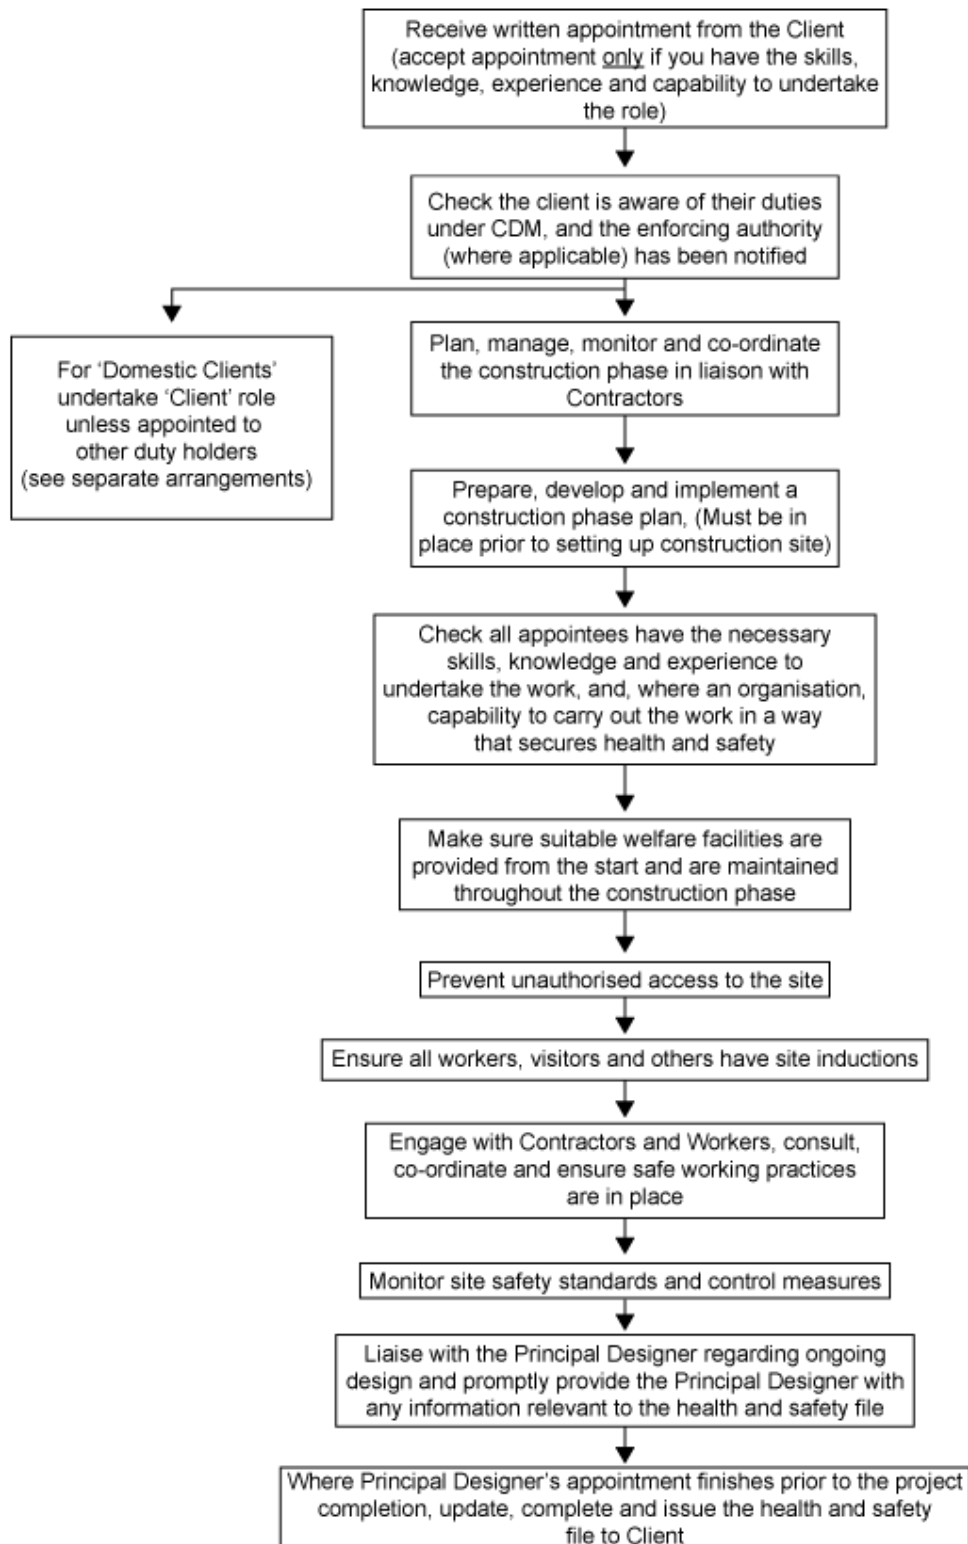 Receive written appointment from the Client
(accept appointment only if you have the skills,
knowledge, experience and capability to undertake
the role)
Check the client is aware of their duties
under CDM, and the enforcing authority
(where applicable) has been notified
For ‘Domestic Clients’
undertake ‘Client’ role
unless appointed to
other duty holders
(see separate arrangements)
Plan, manage, monitor and co-ordinate
the construction phase in liaison with
Contractors
Prepare, develop and implement a
construction phase plan, (Must be in
place prior to setting up construction site)
Check all appointees have the necessary
skills, knowledge and experience to
undertake the work, and, where an organisation,
capability to carry out the work in a way
that secures health and safety
Make sure suitable welfare facilities are
provided from the start and are maintained
throughout the construction phase
Prevent unauthorised access to the site
Ensure all workers, visitors and others have site inductions
Engage with Contractors and Workers, consult,
co-ordinate and ensure safe working practices
are in place
Monitor site safety standards and control measures
Liaise with the Principal Designer regarding ongoing
design and promptly provide the Principal Designer with
any information relevant to the health and safety file
Where Principal Designer’s appointment finishes prior to the project
completion, update, complete and issue the health and safety
file to Client